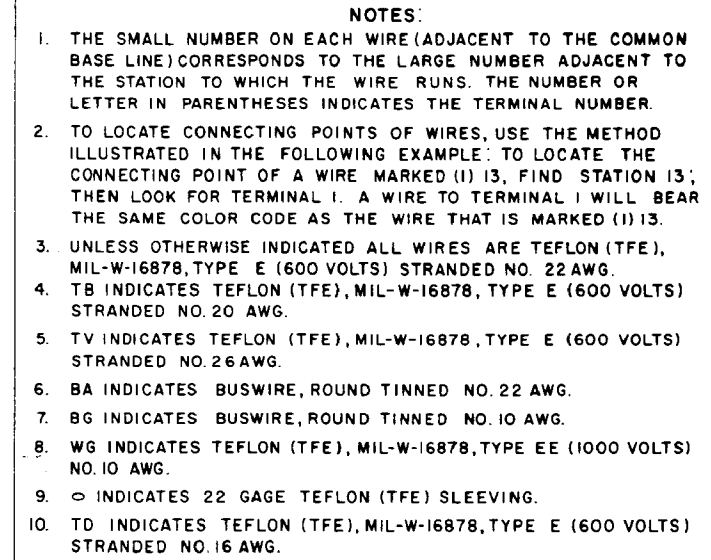 NOTES:
1. THE SMALL NUMBER ON EACH WIRE (ADJACENT TO THE COMMON
BASE LINE) CORRESPONDS TO THE LARGE NUMBER ADJACENT TO
THE STATION TO WHICH THE WIRE RUNS. THE NUMBER OR
LETTER IN PARENTHESES INDICATES THE TERMINAL NUMBER.
2. TO LOCATE CONNECTING POINTS OF WIRES, USE THE METHOD
ILLUSTRATED IN THE FOLLOWING EXAMPLE: TO LOCATE THE
CONNECTING POINT OF A WIRE MARKED (1) 13, FIND STATION 13;
THEN LOOK FOR TERMINAL 1. A WIRE TO TERMINAL 1 WILL BEAR
THE SAME COLOR CODE AS THE WIRE THAT IS MARKED (1) 13.
3. UNLESS OTHERWISE INDICATED ALL WIRES ARE TEFLON (TFE),
MIL-W-16878, TYPE E (600 VOLTS) STRANDED NO. 22 AWG.
4. TB INDICATES TEFLON (TFE), MIL-W-16878, TYPE E (600 VOLTS)
STRANDED NO. 20 AWG.
5. TV INDICATES TEFLON (TFE), MIL-W-16878, TYPE E (600 VOLTS)
STRANDED NO. 26 AWG.
6. BA INDICATES BUSWIRE, ROUND TINNED NO. 22 AWG.
7. BG INDICATES BUSWIRE, ROUND TINNED NO. 10 AWG.
8. WG INDICATES TEFLON (TFE), MIL-W-16878, TYPE EE (1000 VOLTS)
NO. 10 AWG.
9. ⬭ INDICATES 22 GAGE TEFLON (TFE) SLEEVING.
10. TD INDICATES TEFLON (TFE), MIL-W-16878, TYPE E (600 VOLTS)
STRANDED NO. 16 AWG.